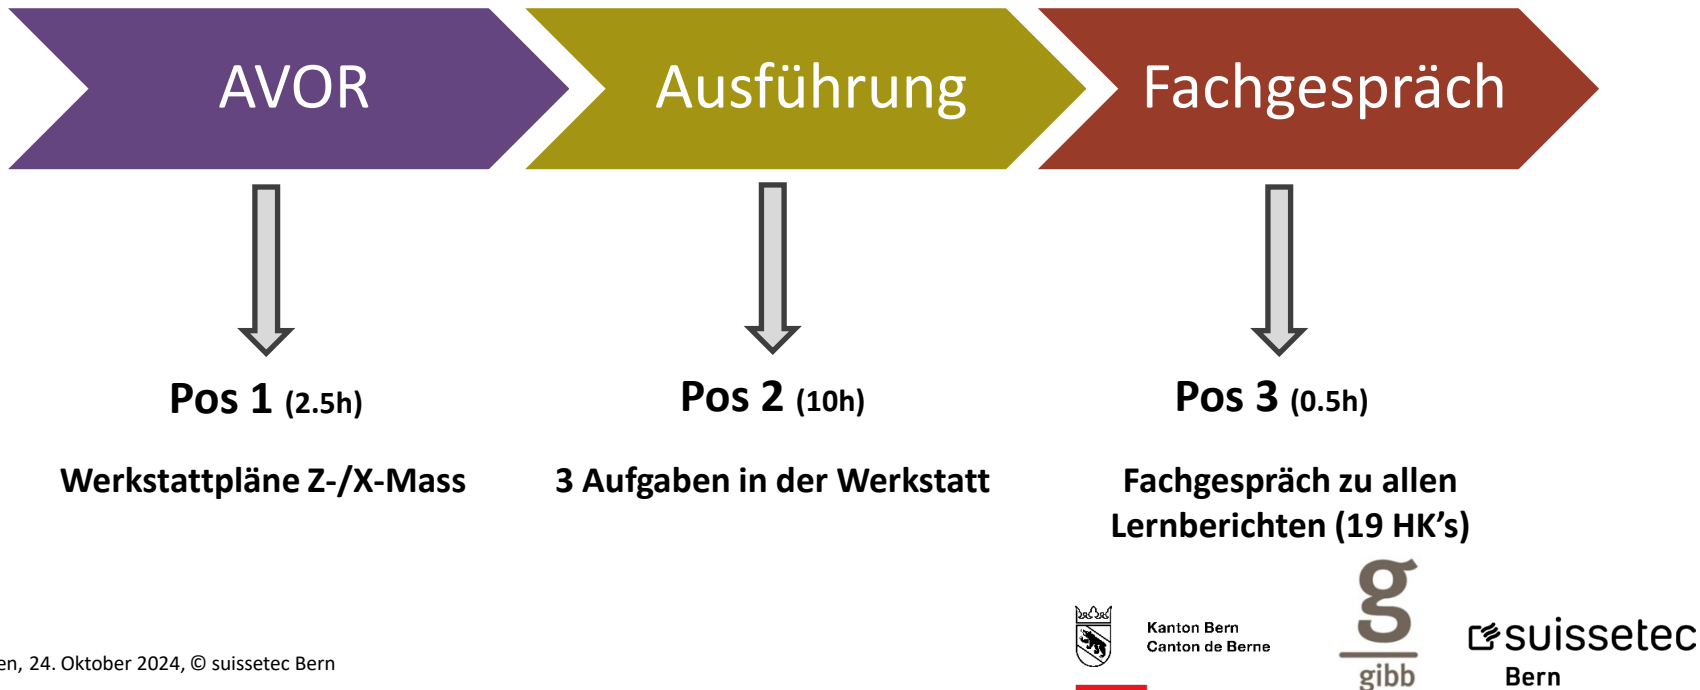 AVOR
Ausführung
Fachgespräch
Pos 1 (2.5h)
Pos 2 (10h)
Pos 3 (0.5h)
Werkstattpläne Z-/X-Mass
3 Aufgaben in der Werkstatt
Fachgespräch zu allen
Lernberichten (19 HK’s)
Kanton Bern
Canton de Berne
g
gibb
suissetec
Bern
24. Oktober 2024, © suissetec Bern